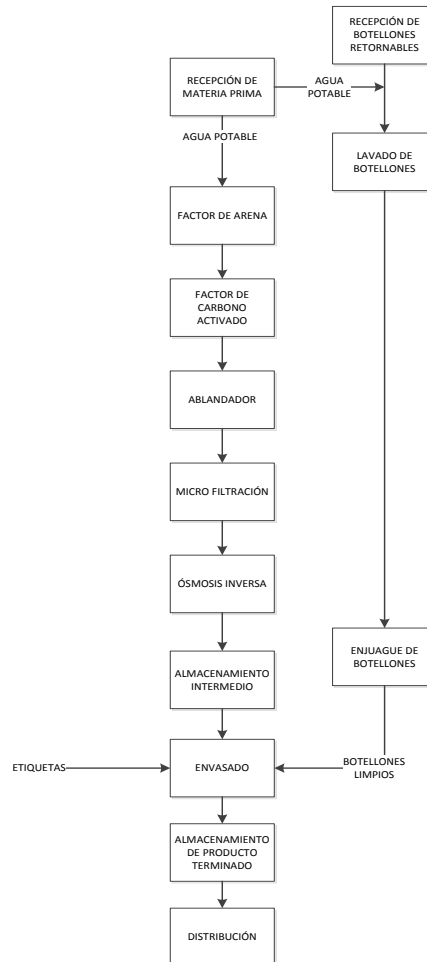 RECEPCIÓN DE
BOTELLONES
RETORNABLES
RECEPCIÓN DE
MATERIA PRIMA
AGUA
POTABLE
AGUA POTABLE
LAVADO DE
BOTELLONES
FACTOR DE ARENA
FACTOR DE
CARBONO
ACTIVADO
ABLANDADOR
MICRO FILTRACIÓN
ÓSMOSIS INVERSA
ENJUAGUE DE
BOTELLONES
ALMACENAMIENTO
INTERMEDIO
ETIQUETAS
ENVASADO
BOTELLONES
LIMPIOS
ALMACENAMIENTO
DE PRODUCTO
TERMINADO
DISTRIBUCIÓN